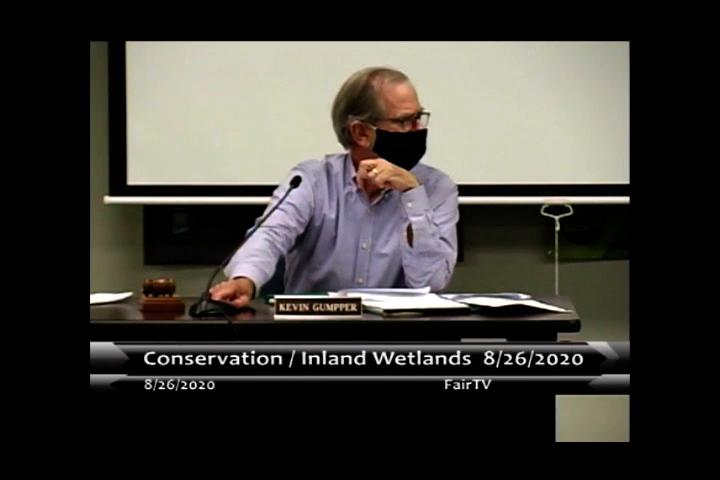 KEVIN GUMPPER
Conservation / Inland Wetlands 8/26/2020
8/26/2020 FairTV